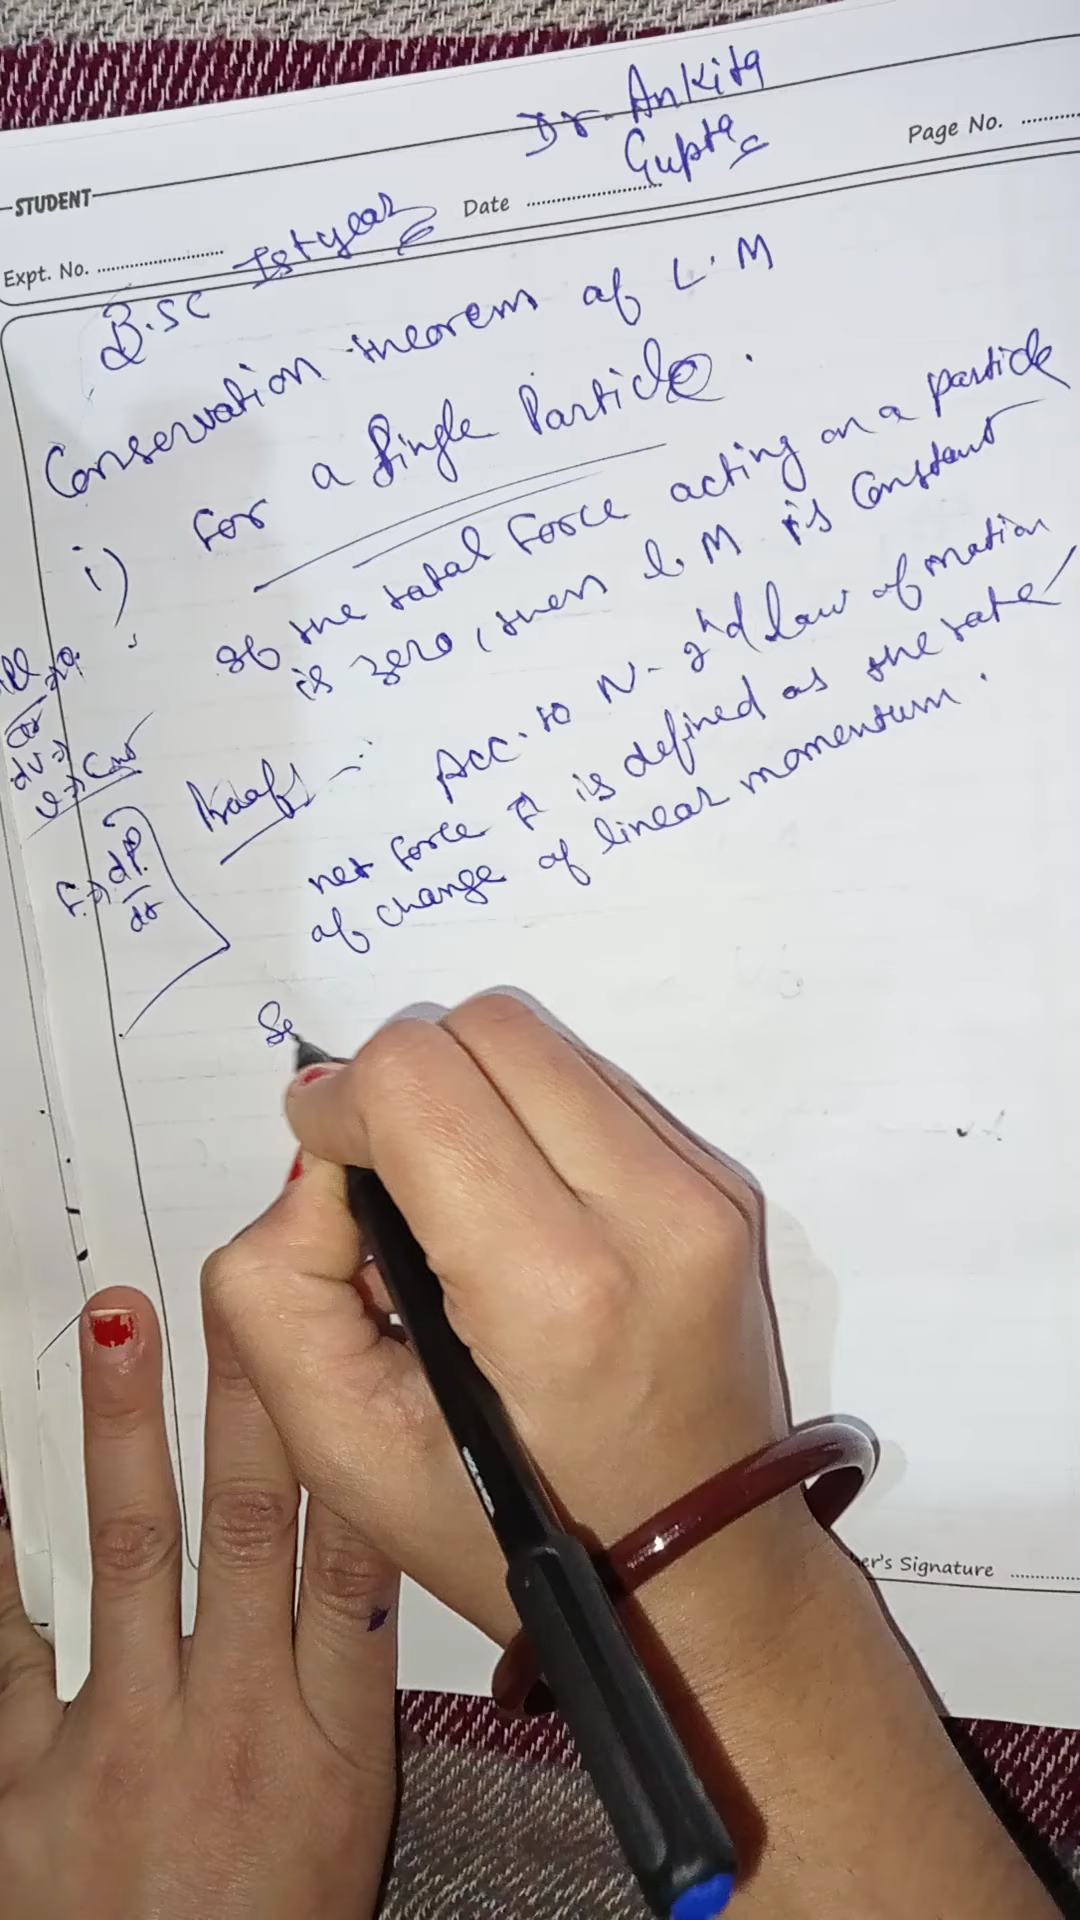 Dr. Ankita
Gupta
STUDENT
Page No. ..........
Expt. No. ....................
Date ....................
B.SC Ist year
Conservation theorem of L.M
i) For a Single Particle.
If the total Force acting on a particle
is zero, then L.M is Constant
Proof :- Acc. to N-2nd law of motion
net force F is defined as the rate
of change of linear momentum.
F = dP
dt
So
er's Signature ..........